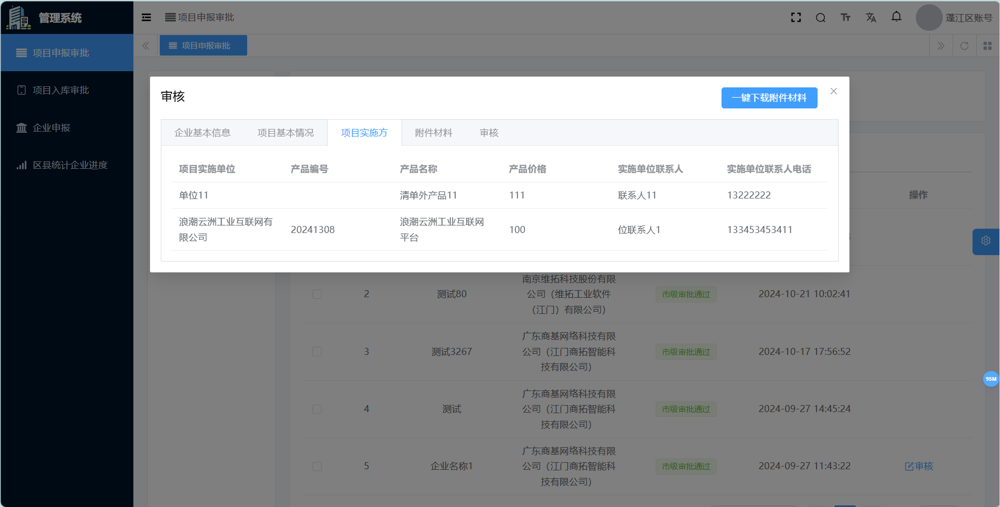 管理系统
项目申报审批
蓬江区账号
项目申报审批
项目申报审批
项目入库审批
企业申报
区县统计企业进度
审核
一键下载附件材料
企业基本信息 项目基本情况 项目实施方 附件材料 审核
项目实施单位 产品编号 产品名称 产品价格 实施单位联系人 实施单位联系人电话
单位11 清单外产品11 111 联系人11 13222222
浪潮云洲工业互联网有
限公司
20241308
浪潮云洲工业互联网
平台
100 位联系人1 133453453411
操作
2 测试80
南京维拓科技股份有限
公司（维拓工业软件
（江门）有限公司）
市级审批通过 2024-10-21 10:02:41
3 测试3267
广东商基网络科技有限
公司（江门商拓智能科
技有限公司）
市级审批通过 2024-10-17 17:56:52
4 测试
广东商基网络科技有限
公司（江门商拓智能科
技有限公司）
市级审批通过 2024-09-27 14:45:24
5 企业名称1
广东商基网络科技有限
公司（江门商拓智能科
技有限公司）
市级审批通过 2024-09-27 11:43:22 审核
95M